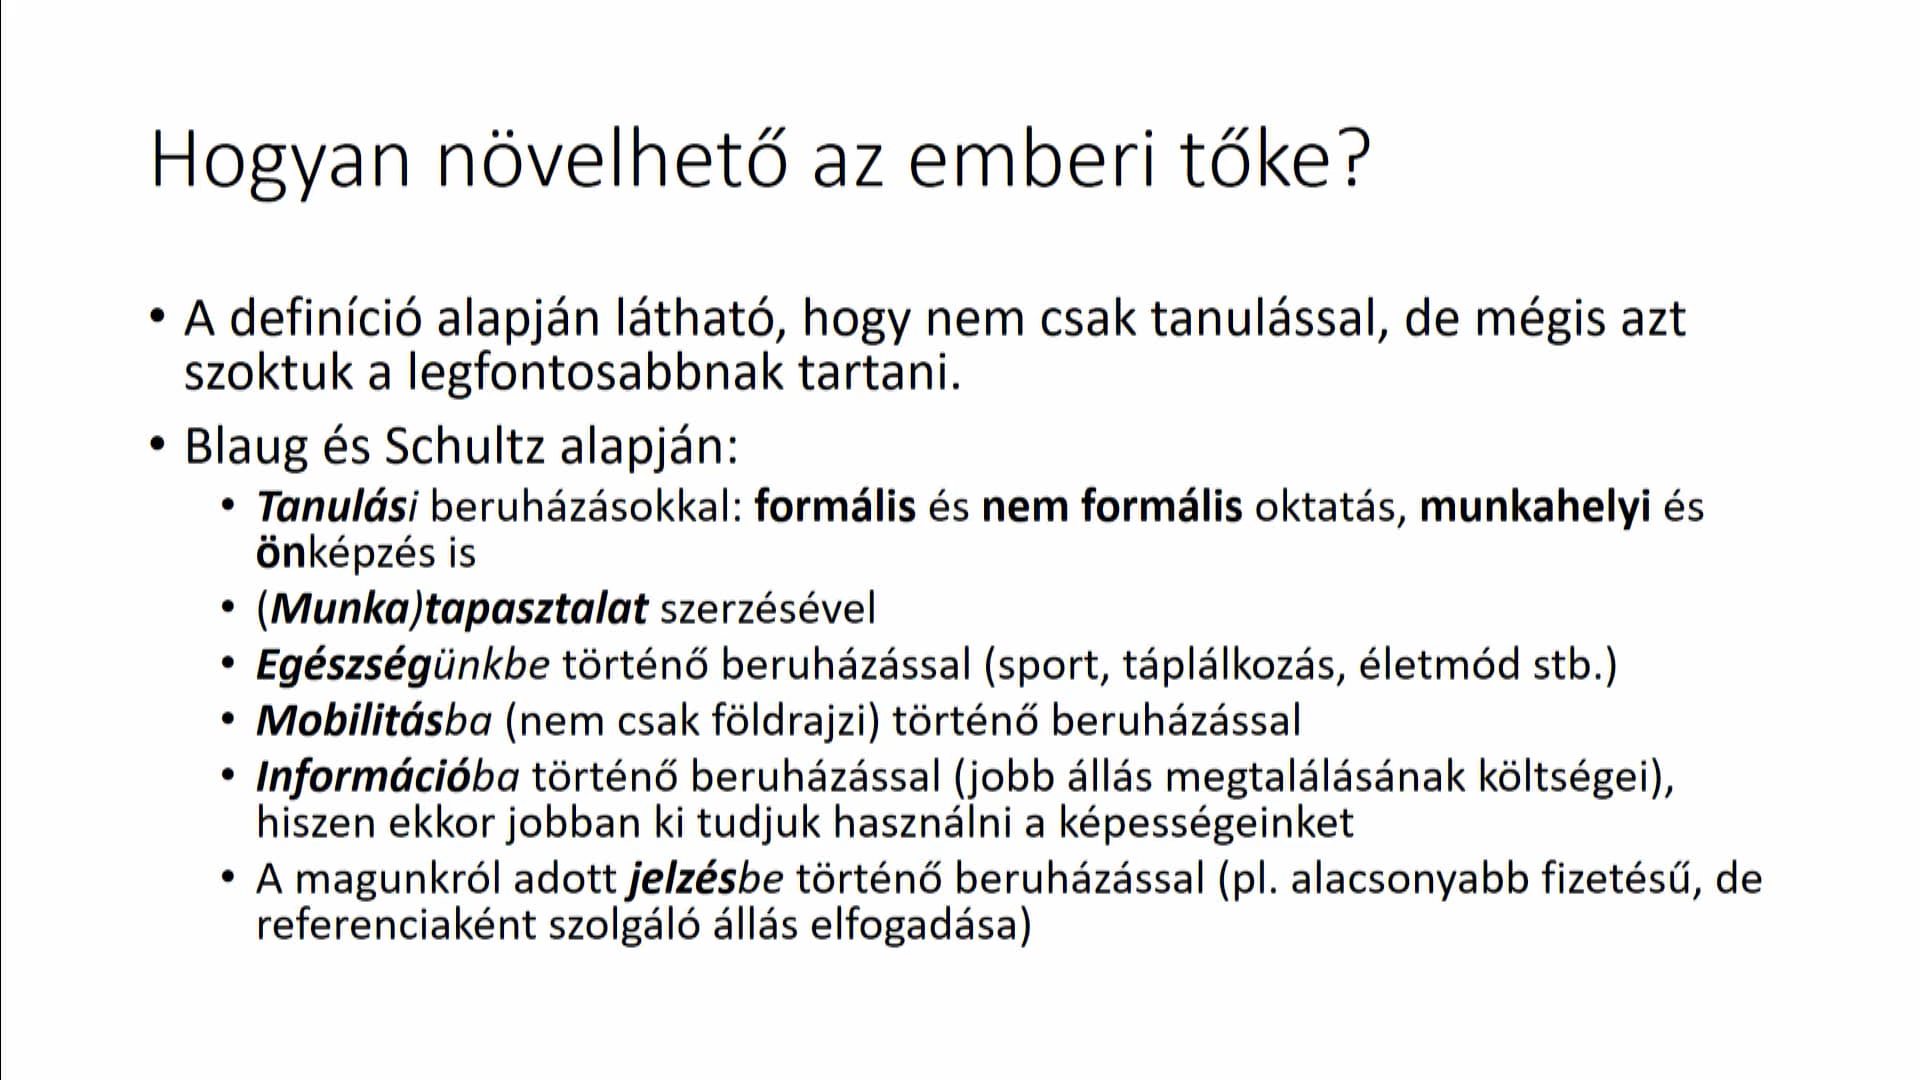 Hogyan növelhető az emberi tőke?
• A definíció alapján látható, hogy nem csak tanulással, de mégis azt
szoktuk a legfontosabbnak tartani.
• Blaug és Schultz alapján:
• Tanulási beruházásokkal: formális és nem formális oktatás, munkahelyi és
önképzés is
• (Munka)tapasztalat szerzésével
• Egészségünkbe történő beruházással (sport, táplálkozás, életmód stb.)
• Mobilitásba (nem csak földrajzi) történő beruházással
• Információba történő beruházással (jobb állás megtalálásának költségei),
hiszen ekkor jobban ki tudjuk használni a képességeinket
• A magunkról adott jelzésbe történő beruházással (pl. alacsonyabb fizetésű, de
referenciaként szolgáló állás elfogadása)